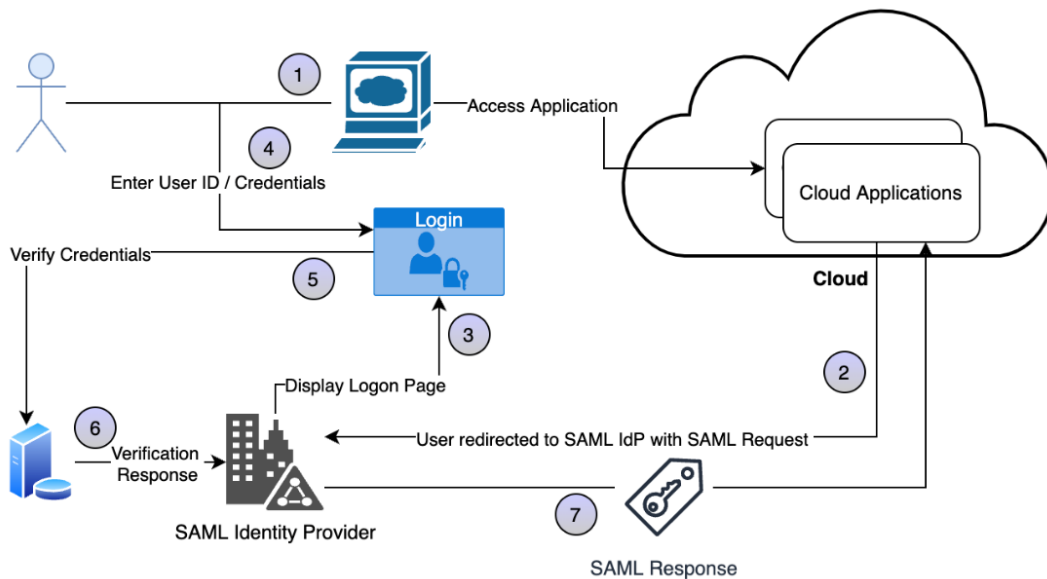 1
Access Application
4
Enter User ID / Credentials
Cloud Applications
Login
Verify Credentials
5
Cloud
3
2
Display Logon Page
6
User redirected to SAML IdP with SAML Request
Verification
Response
7
SAML Identity Provider
SAML Response